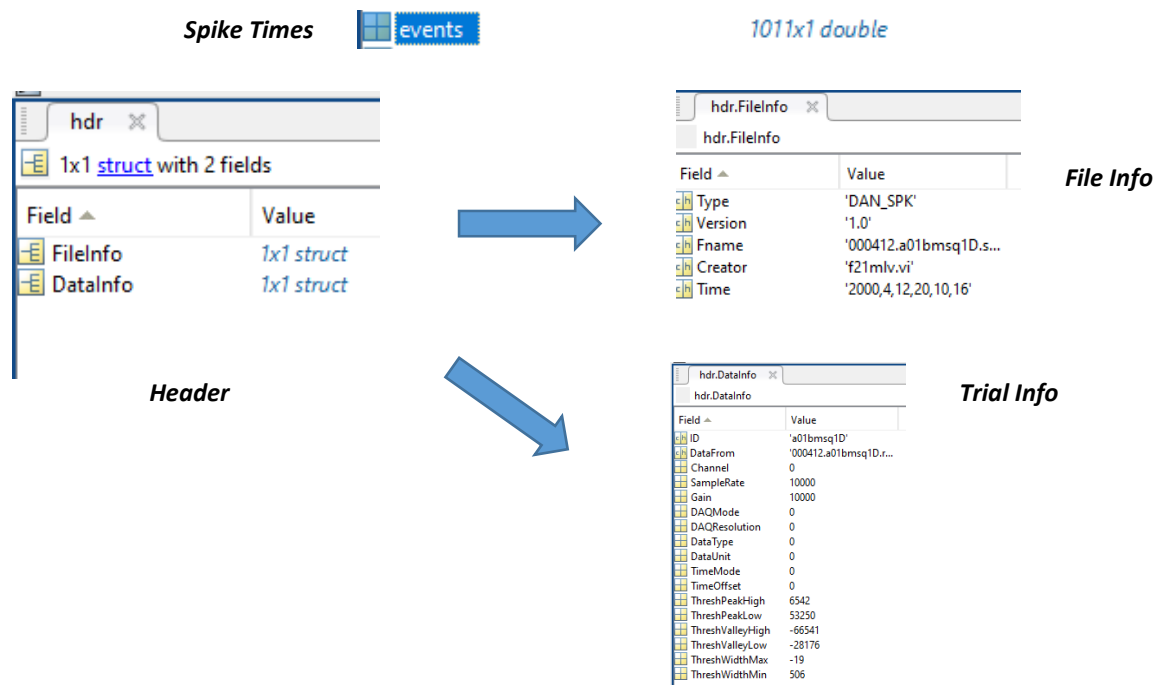 Spike Times events 1011x1 double
hdr
1x1 struct with 2 fields
Field Value
FileInfo 1x1 struct
DataInfo 1x1 struct
Header
hdr.FileInfo
hdr.FileInfo
Field Value
Type 'DAN_SPK'
Version '1.0'
Fname '000412.a01bmsq1D.s...
Creator 'f21mlv.vi'
Time '2000,4,12,20,10,16'
File Info
hdr.DataInfo
hdr.DataInfo
Field Value
ID 'a01bmsq1D'
DataFrom '000412.a01bmsq1D.r...
Channel 0
SampleRate 10000
Gain 10000
DAQMode 0
DAQResolution 0
DataType 0
DataUnit 0
TimeMode 0
TimeOffset 0
ThreshPeakHigh 6542
ThreshPeakLow 53250
ThreshValleyHigh -66541
ThreshValleyLow -28176
ThreshWidthMax -19
ThreshWidthMin 506
Trial Info